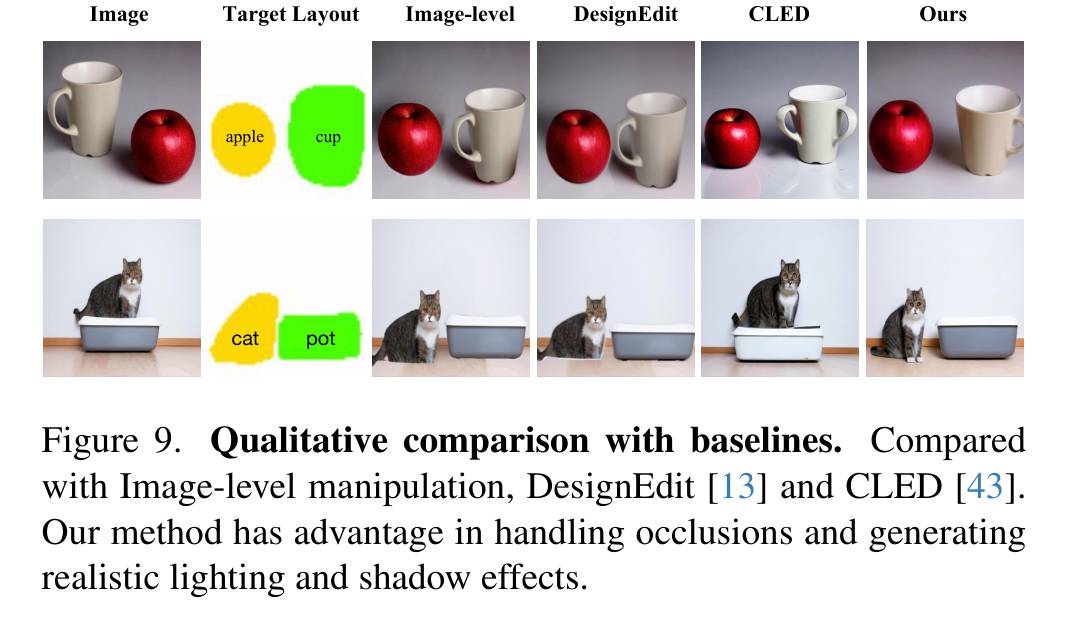 Image Target Layout Image-level DesignEdit CLED Ours
apple cup
cat pot
Figure 9. Qualitative comparison with baselines. Compared
with Image-level manipulation, DesignEdit [13] and CLED [43].
Our method has advantage in handling occlusions and generating
realistic lighting and shadow effects.